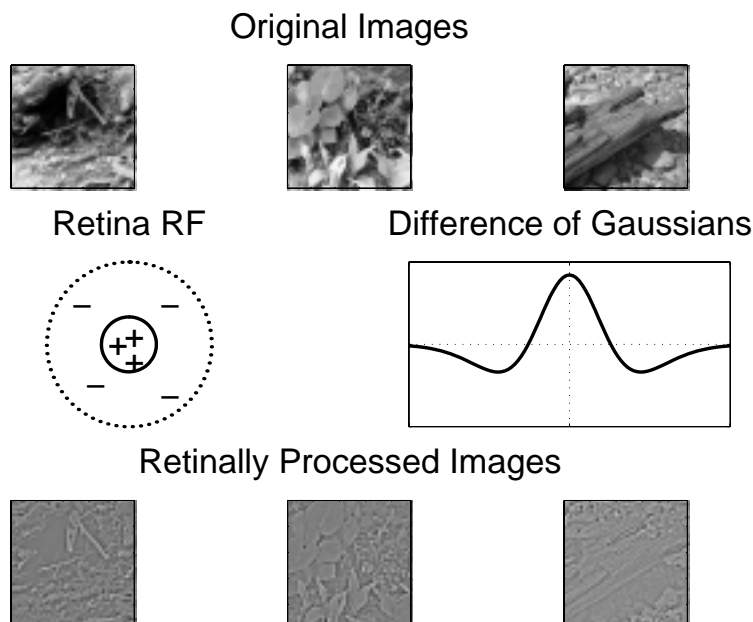 Original Images
Retina RF
Difference of Gaussians
− −
+ +
+
− −
Retinally Processed Images